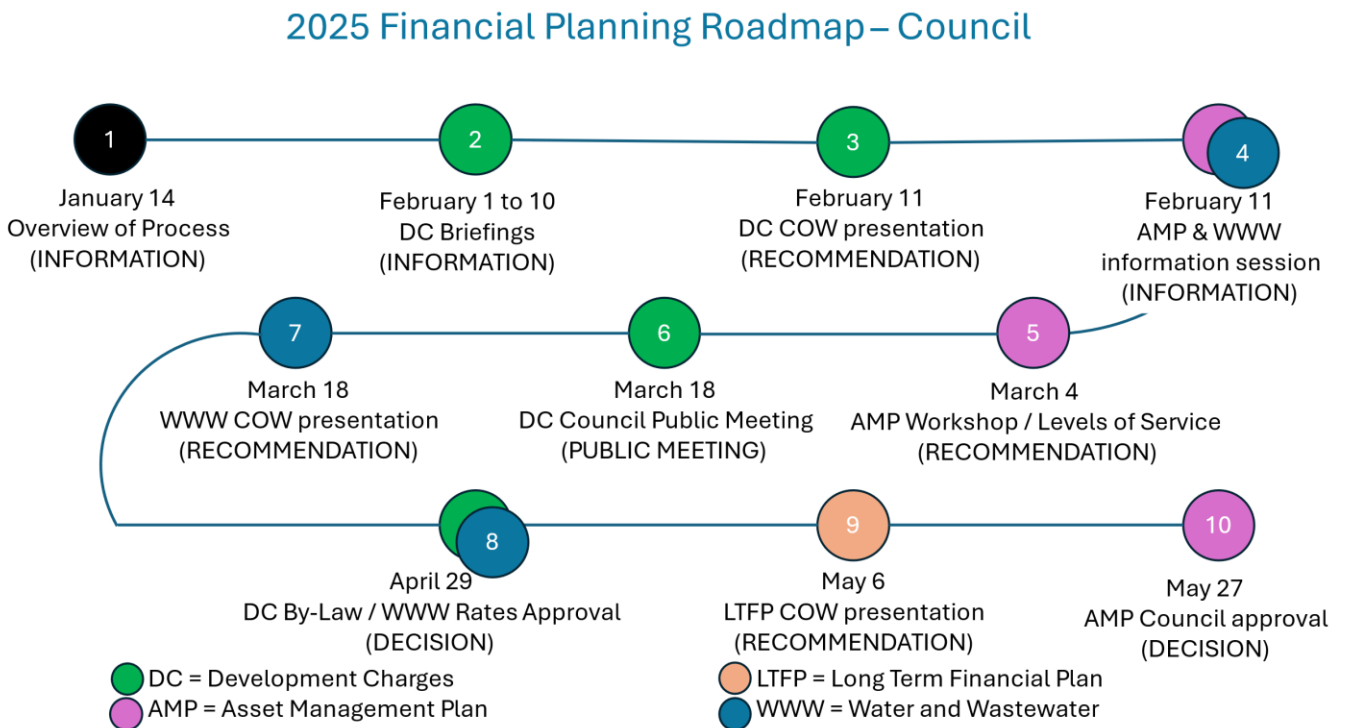 2025 Financial Planning Roadmap – Council
1
January 14
Overview of Process
(INFORMATION)
2
February 1 to 10
DC Briefings
(INFORMATION)
3
February 11
DC COW presentation
(RECOMMENDATION)
4
February 11
AMP & WWW
information session
(INFORMATION)
5
March 4
AMP Workshop / Levels of Service
(RECOMMENDATION)
6
March 18
DC Council Public Meeting
(PUBLIC MEETING)
7
March 18
WWW COW presentation
(RECOMMENDATION)
8
April 29
DC By-Law / WWW Rates Approval
(DECISION)
9
May 6
LTFP COW presentation
(RECOMMENDATION)
10
May 27
AMP Council approval
(DECISION)
DC = Development Charges
AMP = Asset Management Plan
LTFP = Long Term Financial Plan
WWW = Water and Wastewater